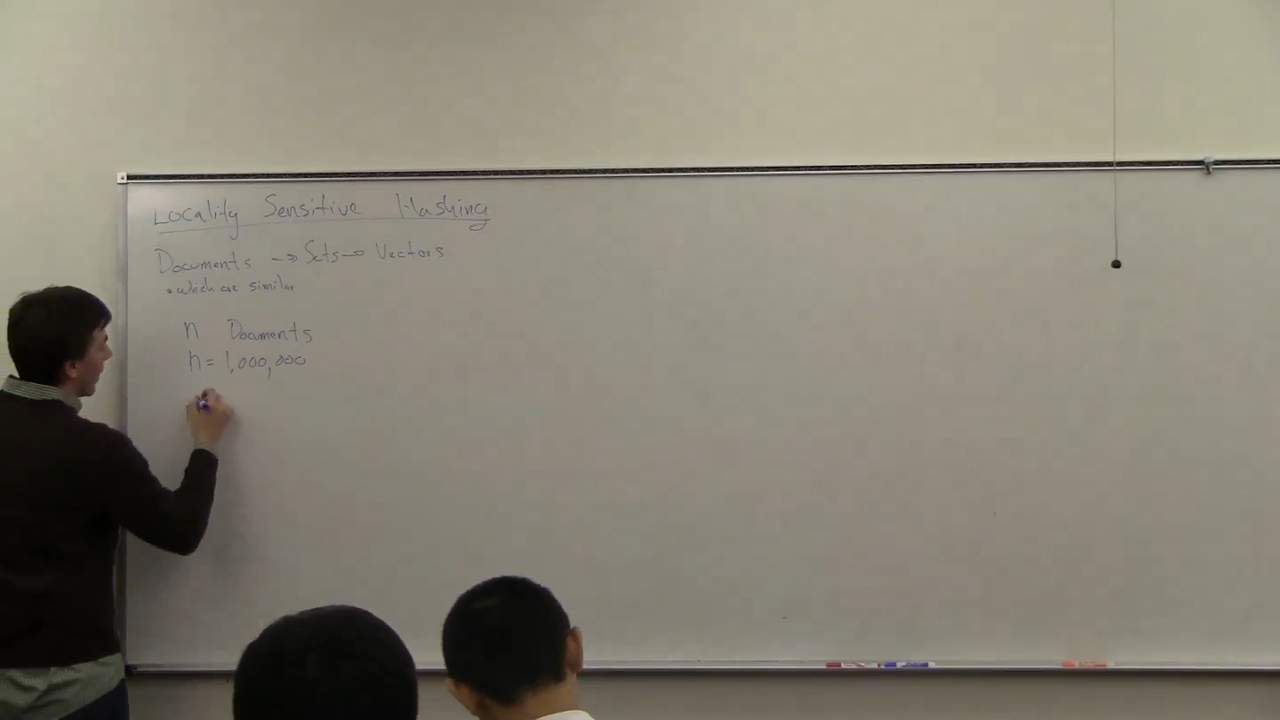 Locality Sensitive Hashing
Documents -> Sets -> Vectors
• which are similar
n Documents
n = 1,000,000